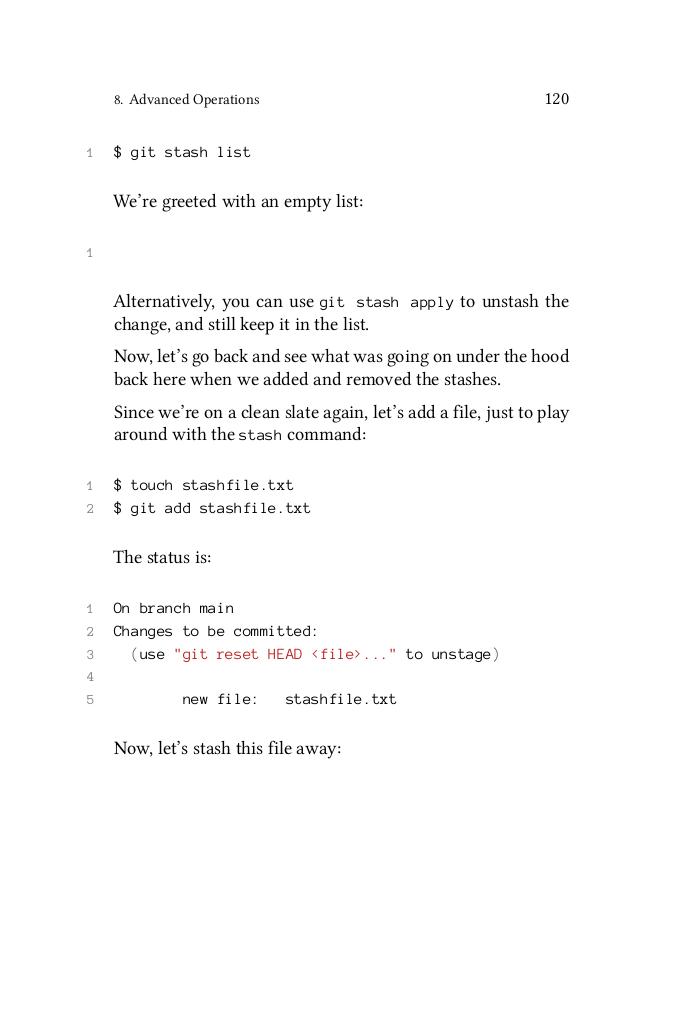 8. Advanced Operations 120
1 $ git stash list
We're greeted with an empty list:
1
Alternatively, you can use git stash apply to unstash the
change, and still keep it in the list.
Now, let's go back and see what was going on under the hood
back here when we added and removed the stashes.
Since we're on a clean slate again, let's add a file, just to play
around with the stash command:
1 $ touch stashfile.txt
2 $ git add stashfile.txt
The status is:
1 On branch main
2 Changes to be committed:
3   (use "git reset HEAD <file>..." to unstage)
4
5         new file:   stashfile.txt
Now, let's stash this file away: